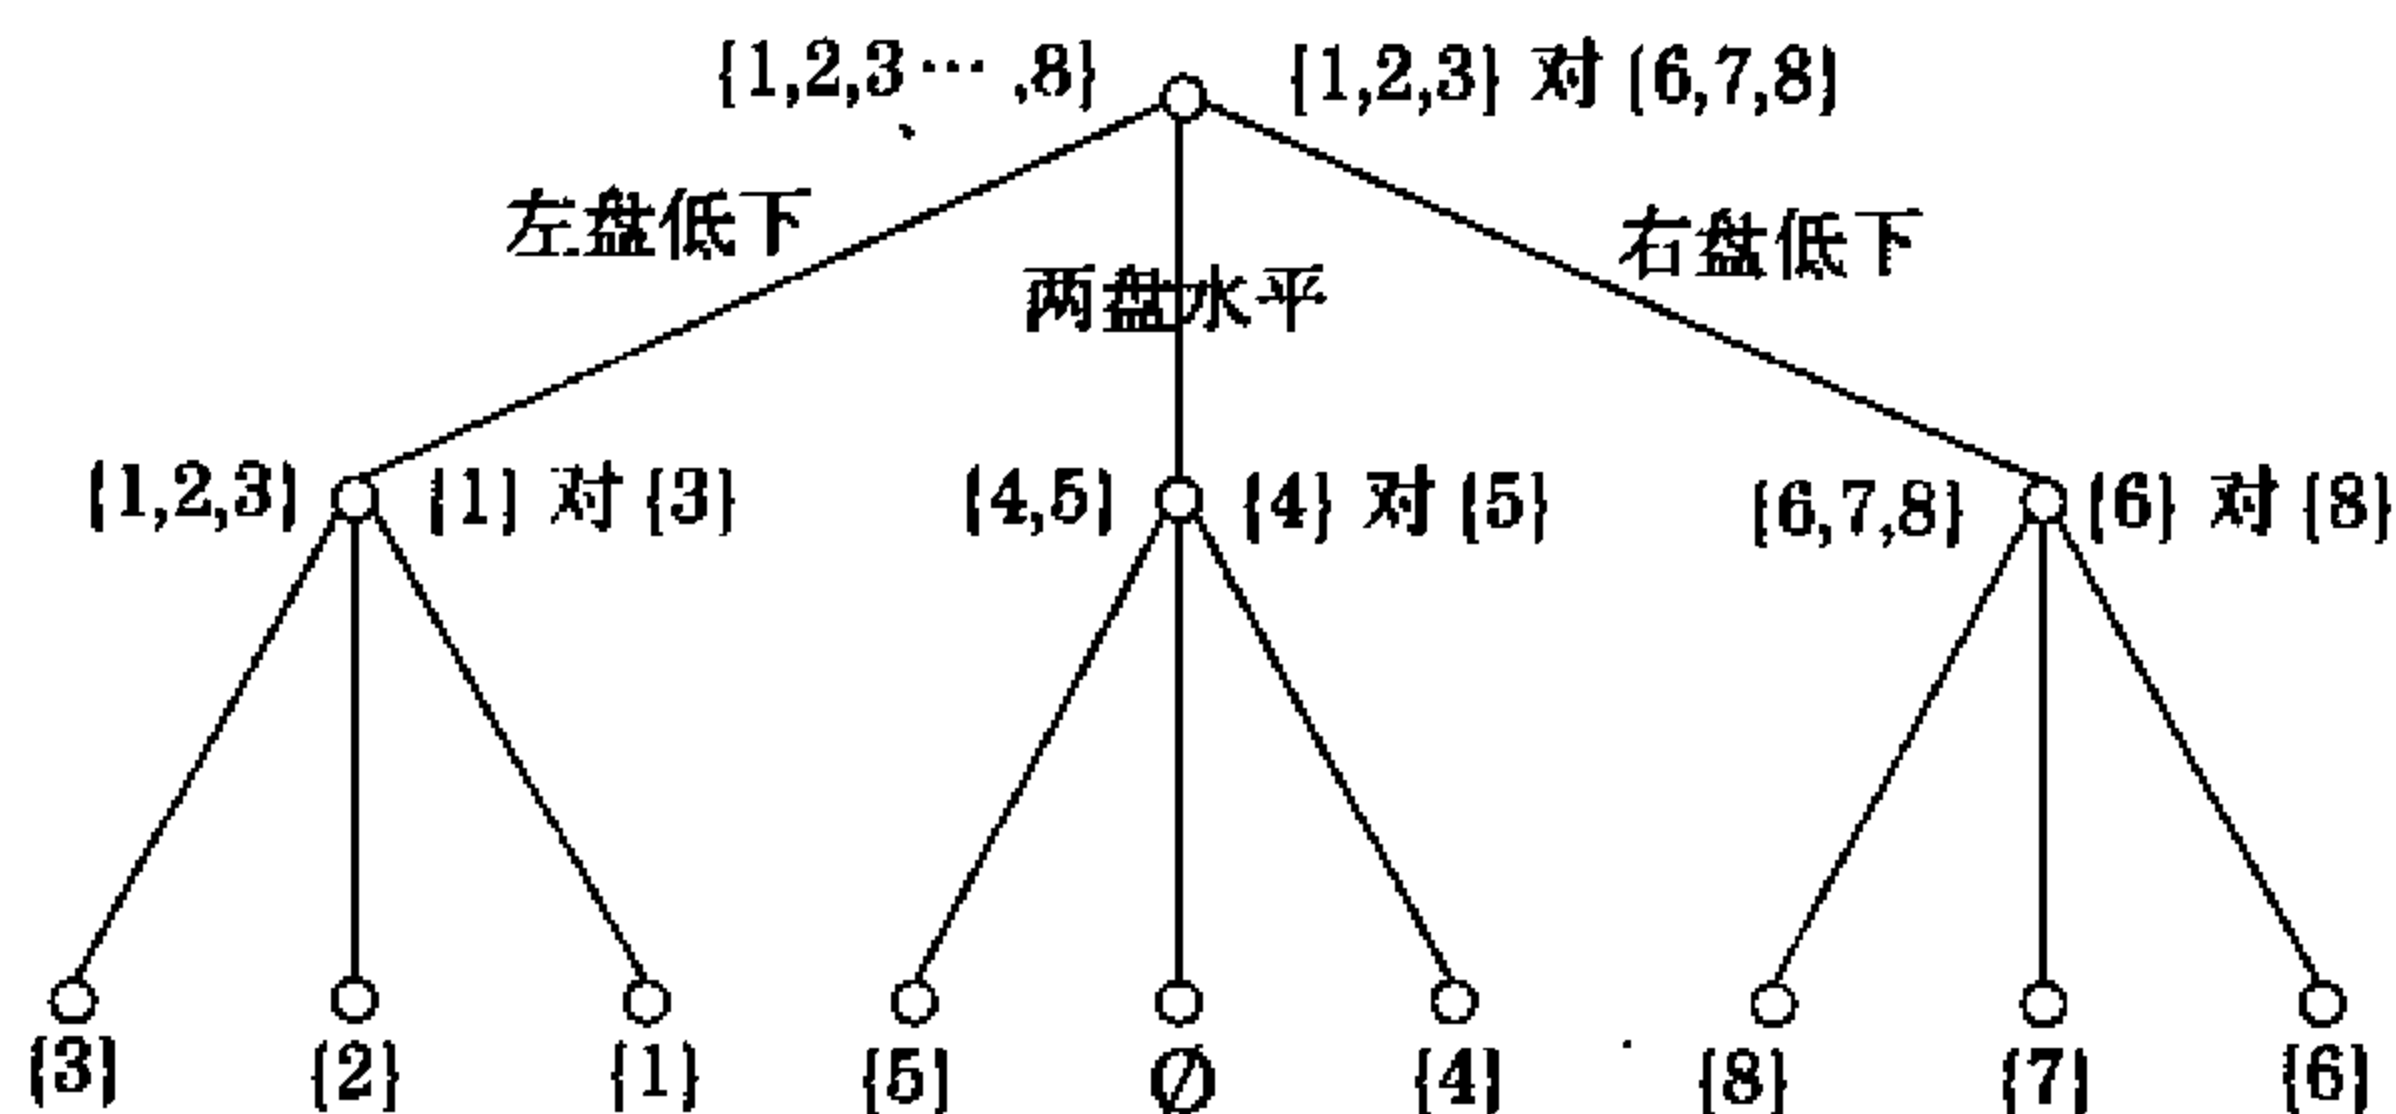 {1,2,3…,8} {1,2,3} 对 {6,7,8}
左盘低下
右盘低下
两盘水平
{1,2,3} {1} 对 {3} {4,5} {4} 对 {5} {6,7,8} {6} 对 {8}
{3} {2} {1} {5} ∅ {4} {8} {7} {6}